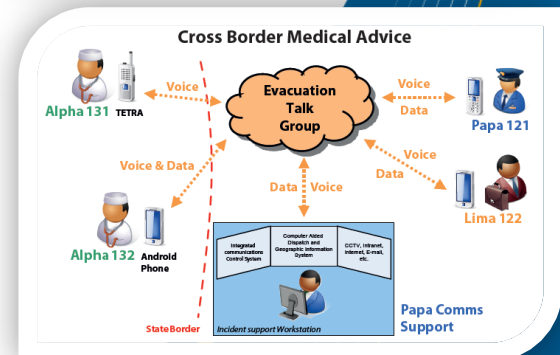 Cross Border Medical Advice
Voice
Alpha 131 TETRA
Evacuation
Talk
Group
Voice
Data
Papa 121
Voice & Data
Voice
Data
Lima 122
Alpha 132 Android
Phone
Data Voice
Integrated
communications
Control System
Computer Aided
Dispatch and
Geographic Information
System
CCTV, Intranet,
Internet, E-mail,
etc.
Incident support Workstation
Papa Comms
Support
State Border